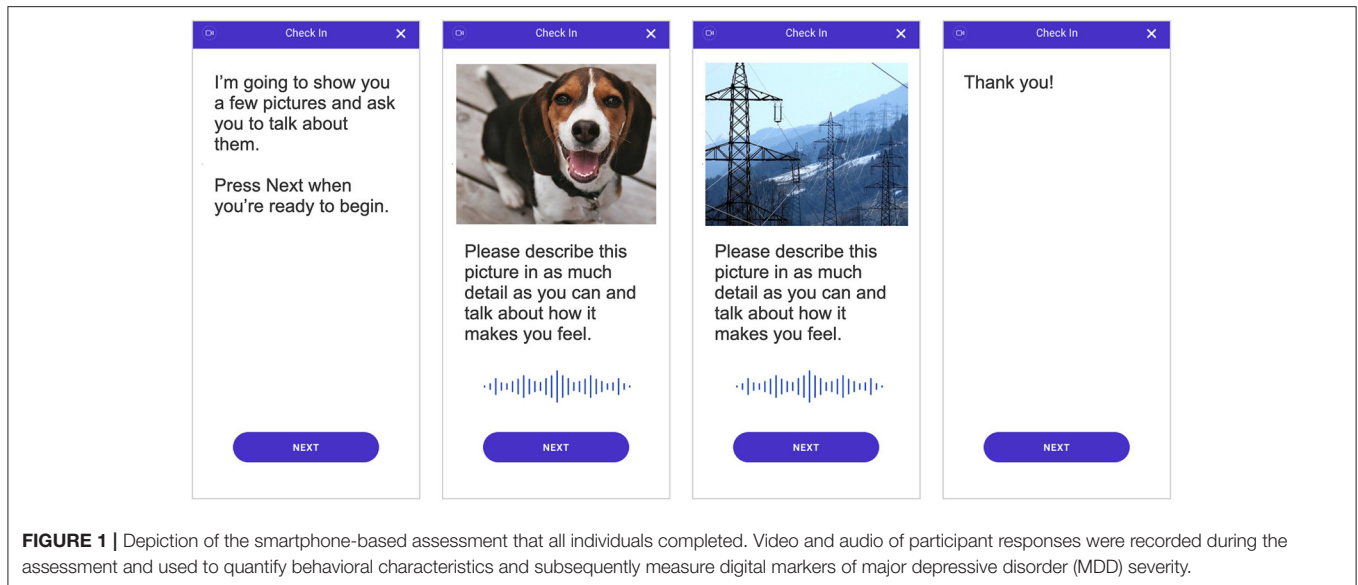 Check In
I'm going to show you
a few pictures and ask
you to talk about
them.
Press Next when
you're ready to begin.
NEXT
Check In
Please describe this
picture in as much
detail as you can and
talk about how it
makes you feel.
NEXT
Check In
Please describe this
picture in as much
detail as you can and
talk about how it
makes you feel.
NEXT
Check In
Thank you!
NEXT
FIGURE 1 | Depiction of the smartphone-based assessment that all individuals completed. Video and audio of participant responses were recorded during the
assessment and used to quantify behavioral characteristics and subsequently measure digital markers of major depressive disorder (MDD) severity.